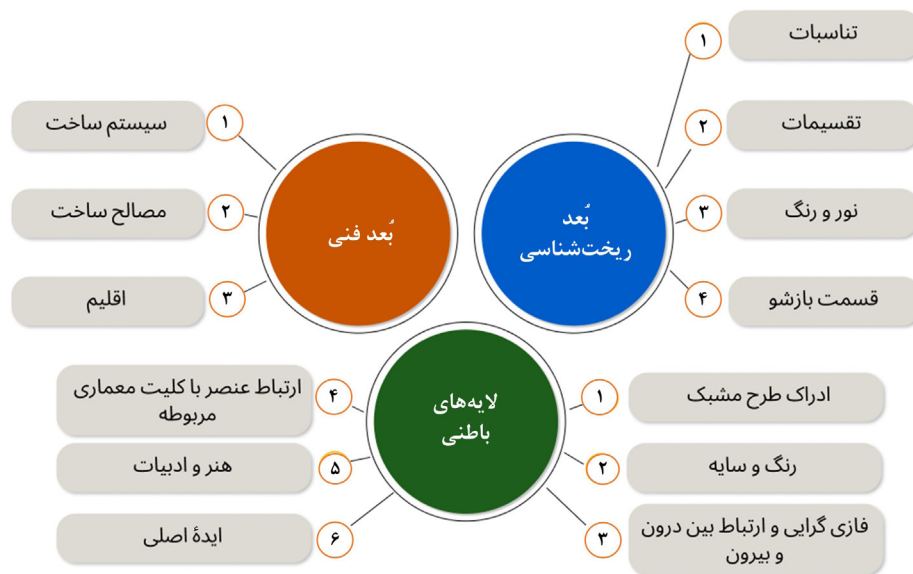 بُعد
ریخت‌شناسی
۱
تناسبات
۲
تقسیمات
۳
نور و رنگ
۴
قسمت بازشو
بُعد فنی
۱
سیستم ساخت
۲
مصالح ساخت
۳
اقلیم
لایه‌های
باطنی
۱
ادراک طرح مشبک
۲
رنگ و سایه
۳
فازی گرایی و ارتباط بین درون
و بیرون
۴
ارتباط عنصر با کلیت معماری
مربوطه
۵
هنر و ادبیات
۶
ایدهٔ اصلی